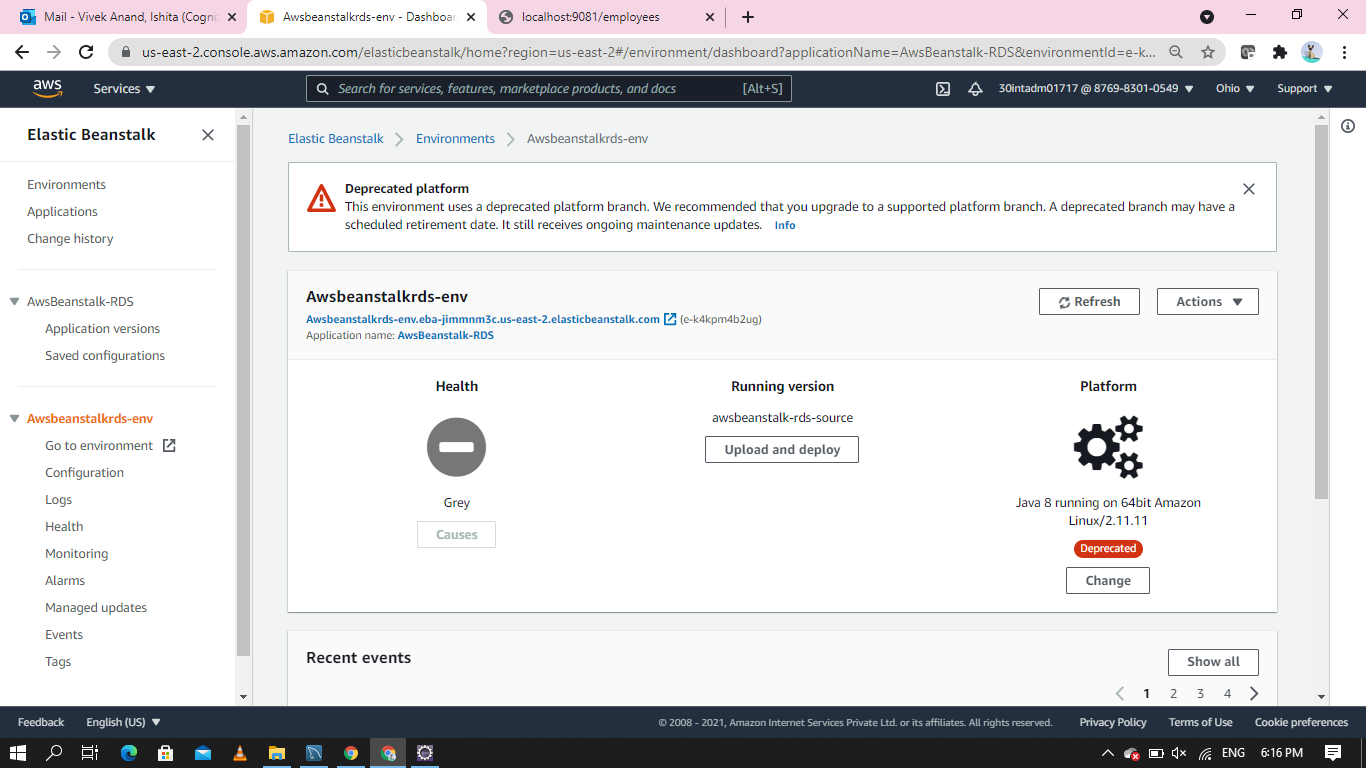 Mail - Vivek Anand, Ishita (Cogni
Awsbeanstalkrds-env - Dashboar
localhost:9081/employees
us-east-2.console.aws.amazon.com/elasticbeanstalk/home?region=us-east-2#/environment/dashboard?applicationName=AwsBeanstalk-RDS&environmentId=e-k...
aws
Services
Search for services, features, marketplace products, and docs
[Alt+S]
30intadm01717 @ 8769-8301-0549
Ohio
Support
Elastic Beanstalk
Environments
Applications
Change history
AwsBeanstalk-RDS
Application versions
Saved configurations
Awsbeanstalkrds-env
Go to environment
Configuration
Logs
Health
Monitoring
Alarms
Managed updates
Events
Tags
Elastic Beanstalk > Environments > Awsbeanstalkrds-env
Deprecated platform
This environment uses a deprecated platform branch. We recommended that you upgrade to a supported platform branch. A deprecated branch may have a
scheduled retirement date. It still receives ongoing maintenance updates. Info
Awsbeanstalkrds-env
Awsbeanstalkrds-env.eba-jimmnm3c.us-east-2.elasticbeanstalk.com (e-k4kpm4b2ug)
Application name: AwsBeanstalk-RDS
Refresh
Actions
Health
Grey
Causes
Running version
awsbeanstalk-rds-source
Upload and deploy
Platform
Java 8 running on 64bit Amazon
Linux/2.11.11
Deprecated
Change
Recent events
Show all
1 2 3 4
Feedback
English (US)
© 2008 - 2021, Amazon Internet Services Private Ltd. or its affiliates. All rights reserved.
Privacy Policy
Terms of Use
Cookie preferences
ENG
6:16 PM